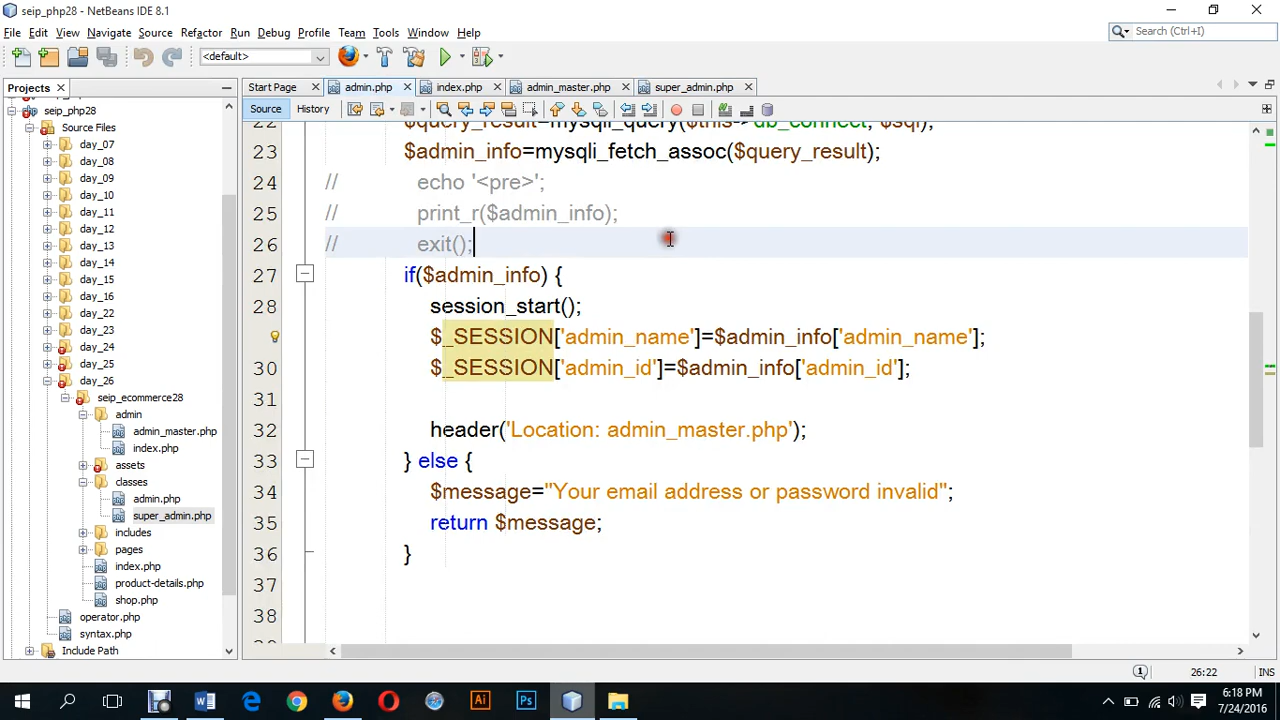 seip_php28 - NetBeans IDE 8.1
File Edit View Navigate Source Refactor Run Debug Profile Team Tools Window Help
Search (Ctrl+I)
<default>
Projects
Start Page admin.php index.php admin_master.php super_admin.php
Source History
seip_php28
Source Files
day_07
day_08
day_09
day_10
day_11
day_12
day_13
day_14
day_15
day_16
day_22
day_23
day_24
day_25
day_26
seip_ecommerce28
admin
admin_master.php
index.php
assets
classes
admin.php
super_admin.php
includes
pages
index.php
product-details.php
shop.php
operator.php
syntax.php
Include Path
22 $query_result=mysqli_query($this->db_connect, $sql);
23 $admin_info=mysqli_fetch_assoc($query_result);
24 // echo '<pre>';
25 // print_r($admin_info);
26 // exit();
27 if($admin_info) {
28 session_start();
$_SESSION['admin_name']=$admin_info['admin_name'];
30 $_SESSION['admin_id']=$admin_info['admin_id'];
31
32 header('Location: admin_master.php');
33 } else {
34 $message="Your email address or password invalid";
35 return $message;
36 }
37
38
26:22 INS
6:18 PM
7/24/2016